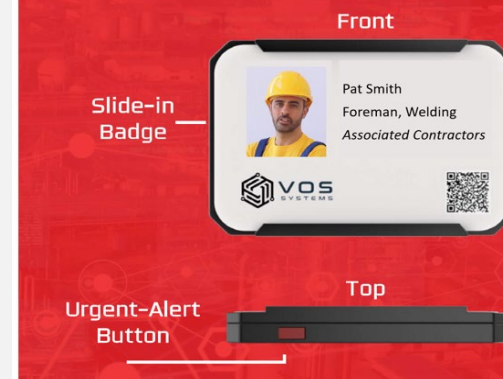 Front
Slide-in
Badge
Pat Smith
Foreman, Welding
Associated Contractors
VOS
SYSTEMS
Top
Urgent-Alert
Button